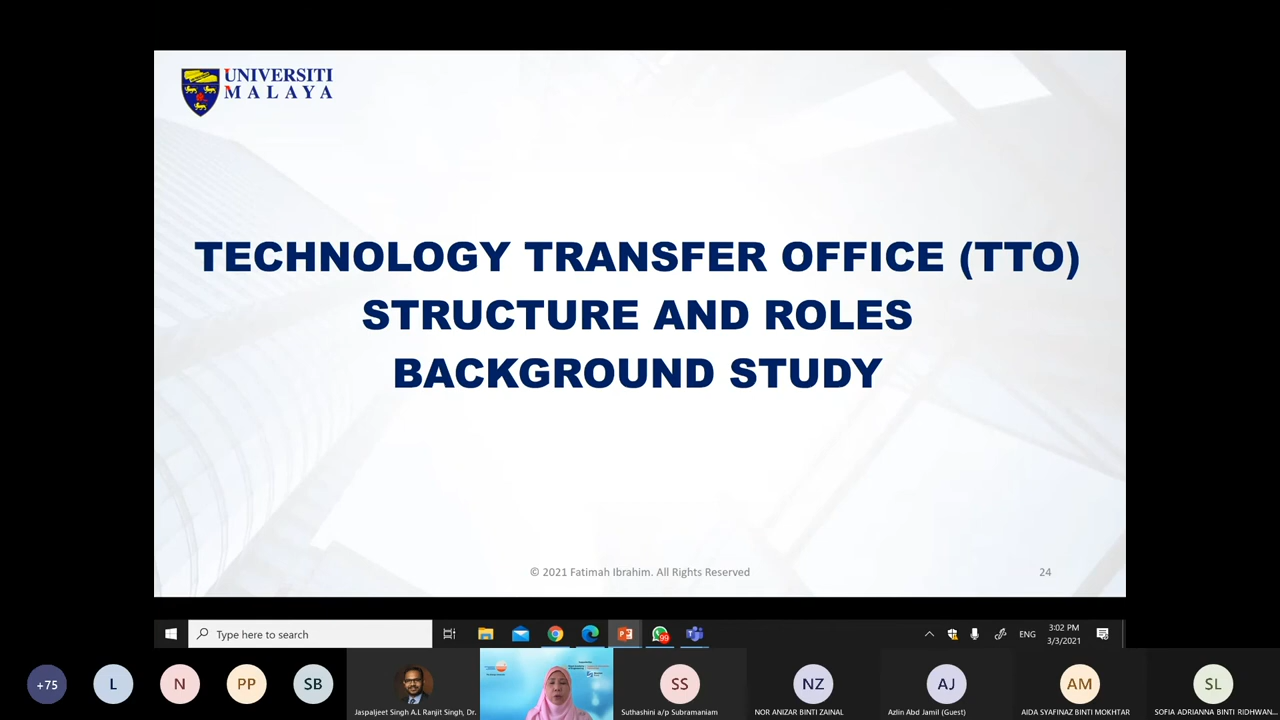 UNIVERSITI
MALAYA
TECHNOLOGY TRANSFER OFFICE (TTO)
STRUCTURE AND ROLES
BACKGROUND STUDY
© 2021 Fatimah Ibrahim. All Rights Reserved
24
Type here to search
99
ENG
3:02 PM
3/3/2021
+75
L
N
PP
SB
SS
NZ
AJ
AM
SL
Jaspaljeet Singh A.L Ranjit Singh, Dr.
Suthashini a/p Subramaniam
NOR ANIZAR BINTI ZAINAL
Azlin Abd Jamil (Guest)
AIDA SYAFINAZ BINTI MOKHTAR
SOFIA ADRIANNA BINTI RIDHWAN...